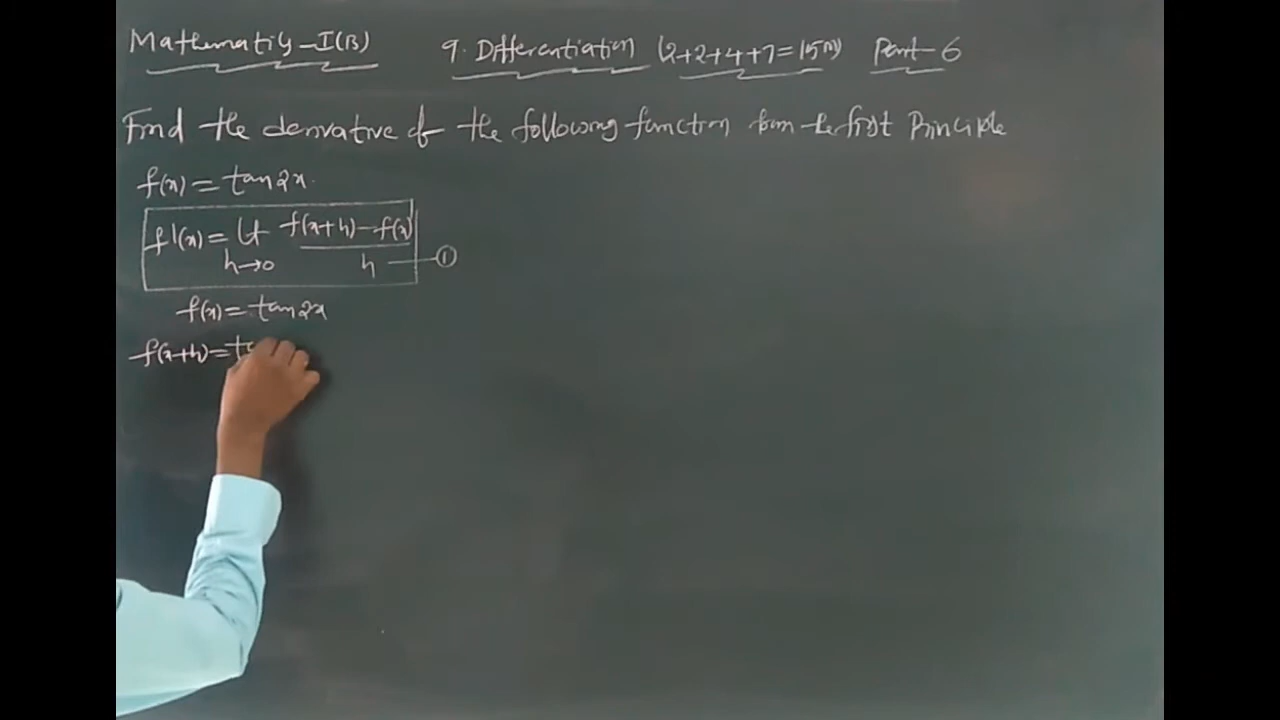 Mathematics-I(B) 9. Differentiation (2+2+4+7=15M) Part-6
Find the derivative of the following function from the first Principle
f(x) = tan2x.
f'(x) = Lt f(x+h)-f(x)
h→0 h ①
f(x) = tan2x
f(x+h) = t